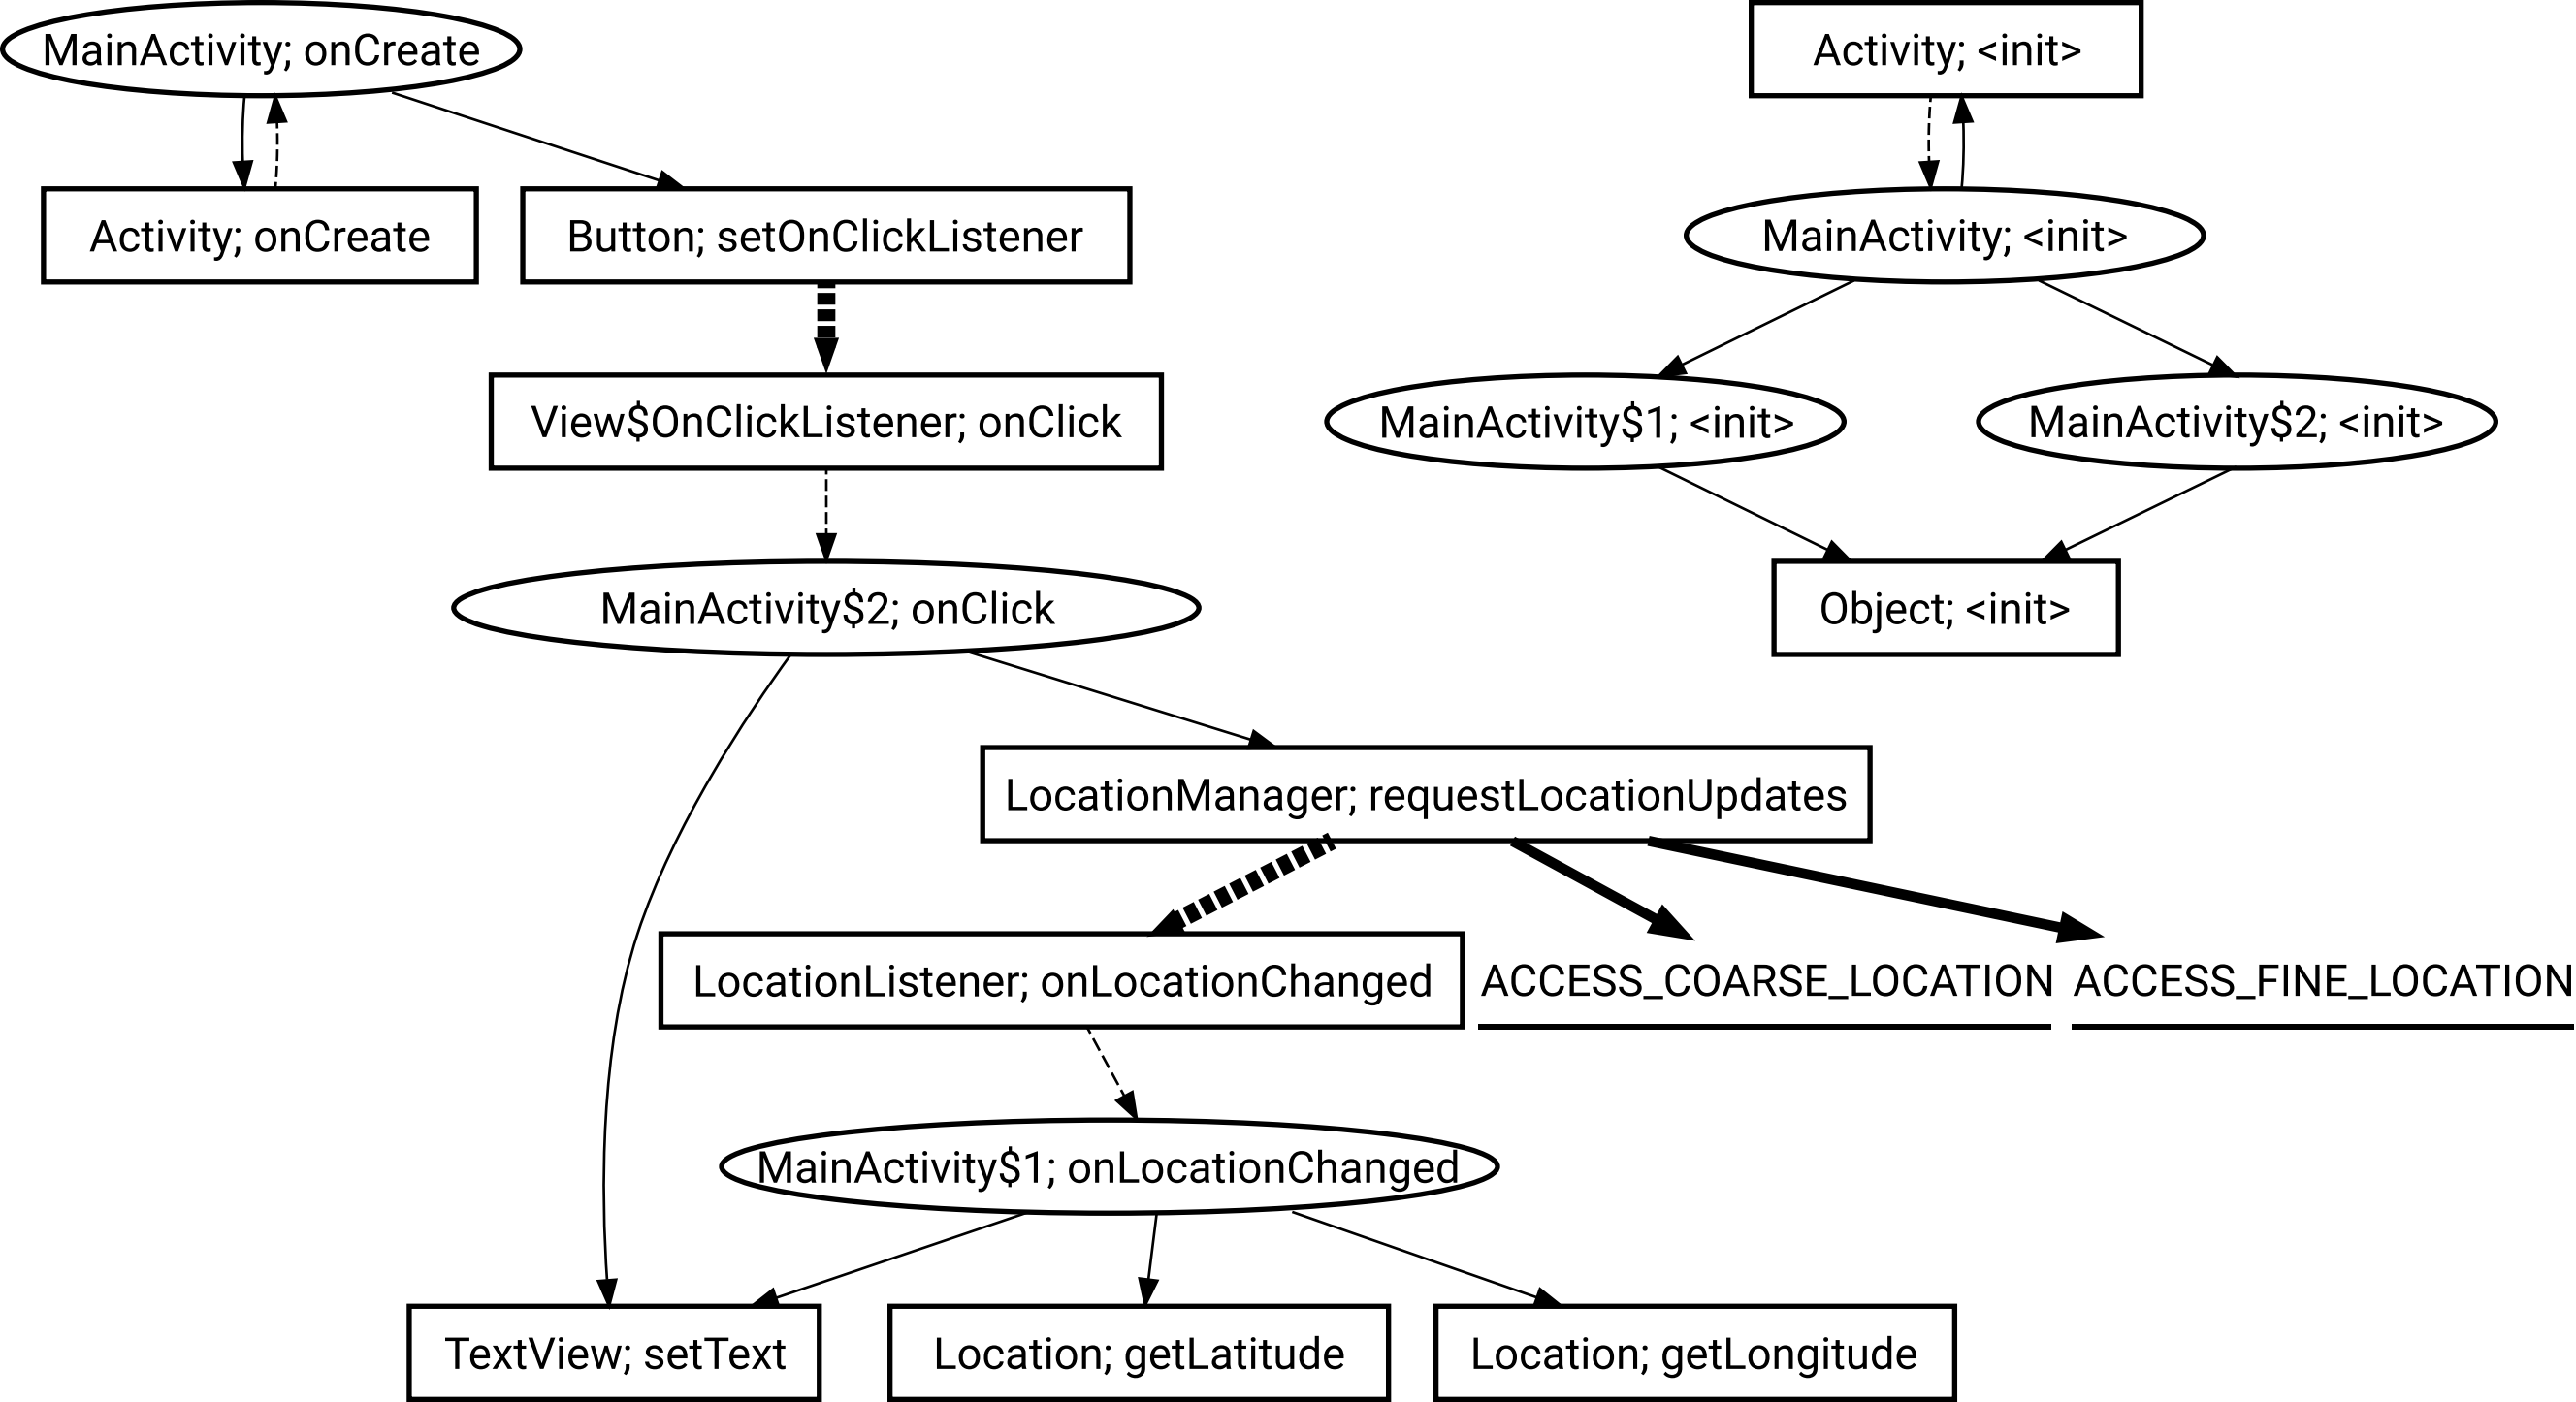 MainActivity; onCreate
Activity; <init>
Activity; onCreate
Button; setOnClickListener
MainActivity; <init>
View$OnClickListener; onClick
MainActivity$1; <init>
MainActivity$2; <init>
MainActivity$2; onClick
Object; <init>
LocationManager; requestLocationUpdates
LocationListener; onLocationChanged
ACCESS_COARSE_LOCATION
ACCESS_FINE_LOCATION
MainActivity$1; onLocationChanged
TextView; setText
Location; getLatitude
Location; getLongitude